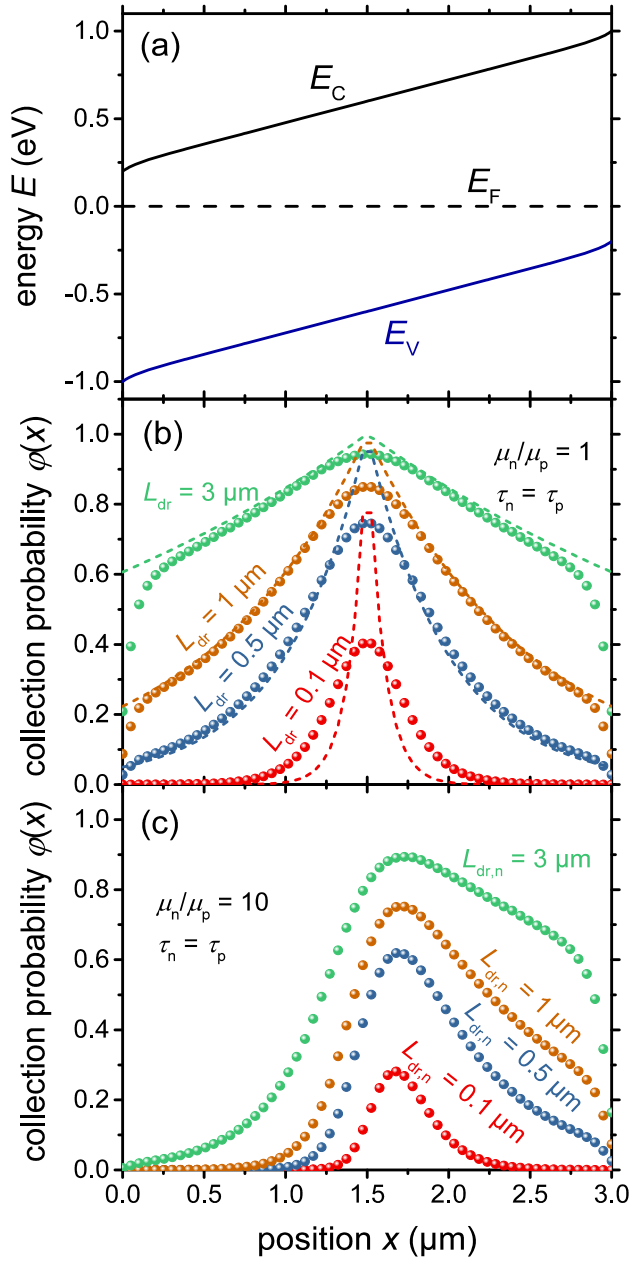 (a)
1.0
0.5
0.0
-0.5
-1.0
energy E (eV)
E_C
E_F
E_V
(b)
1.0
0.8
0.6
0.4
0.2
0.0
collection probability φ(x)
μ_n/μ_p = 1
τ_n = τ_p
L_dr = 3 μm
L_dr = 1 μm
L_dr = 0.5 μm
L_dr = 0.1 μm
(c)
1.0
0.8
0.6
0.4
0.2
0.0
collection probability φ(x)
μ_n/μ_p = 10
τ_n = τ_p
L_dr,n = 3 μm
L_dr,n = 1 μm
L_dr,n = 0.5 μm
L_dr,n = 0.1 μm
0.0 0.5 1.0 1.5 2.0 2.5 3.0
position x (μm)